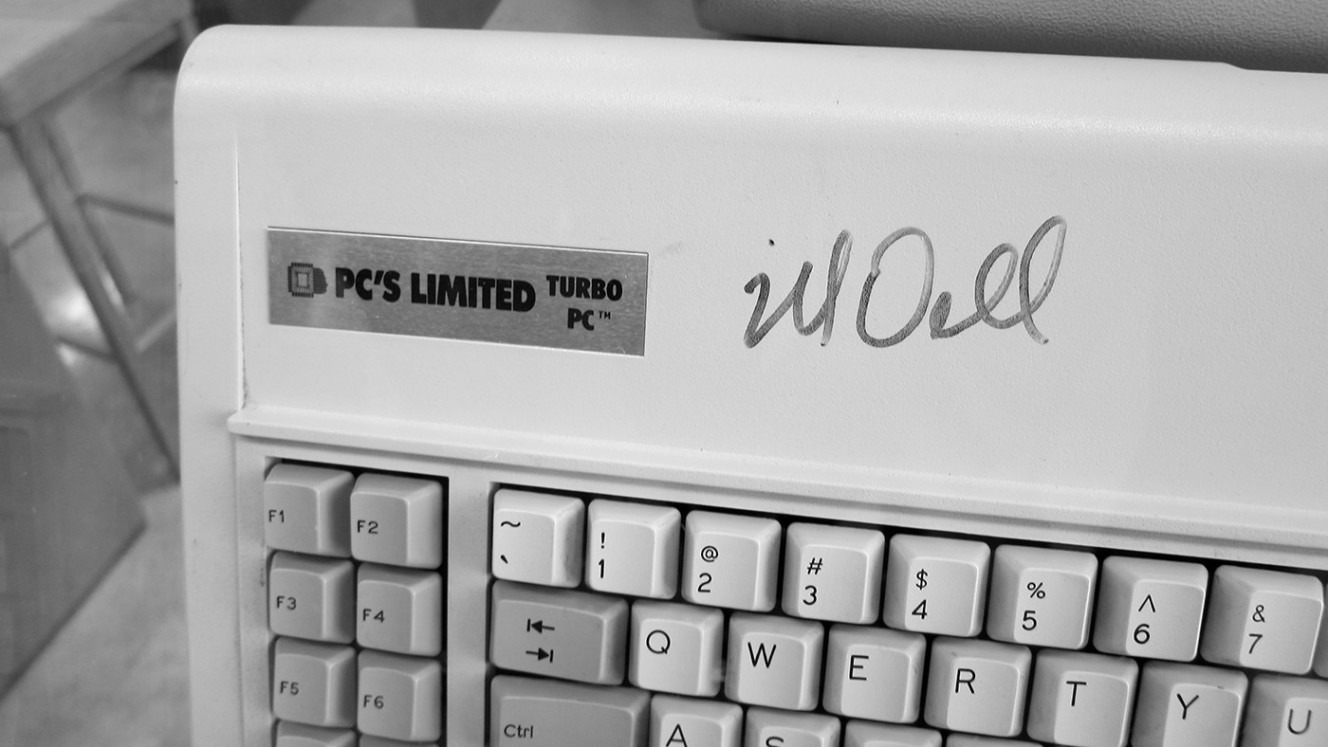 PC'S LIMITED TURBO
PC™
M Dell
F1 F2
~ ! @ # $ % ^ &
` 1 2 3 4 5 6 7
F3 F4
Q W E R T Y U
F5 F6
Ctrl A S